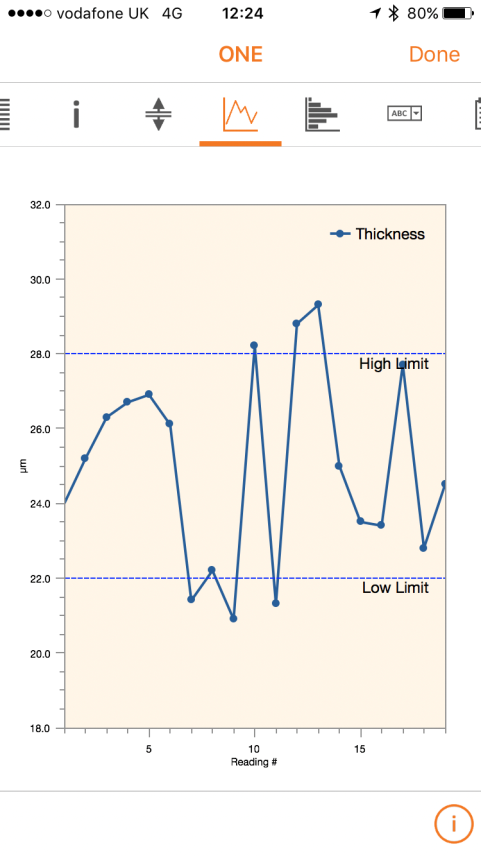 vodafone UK 4G 12:24 80%
ONE Done
i ABC
32.0
Thickness
30.0
28.0
High Limit
26.0
µm
24.0
22.0
Low Limit
20.0
18.0
5 10 15
Reading #
i